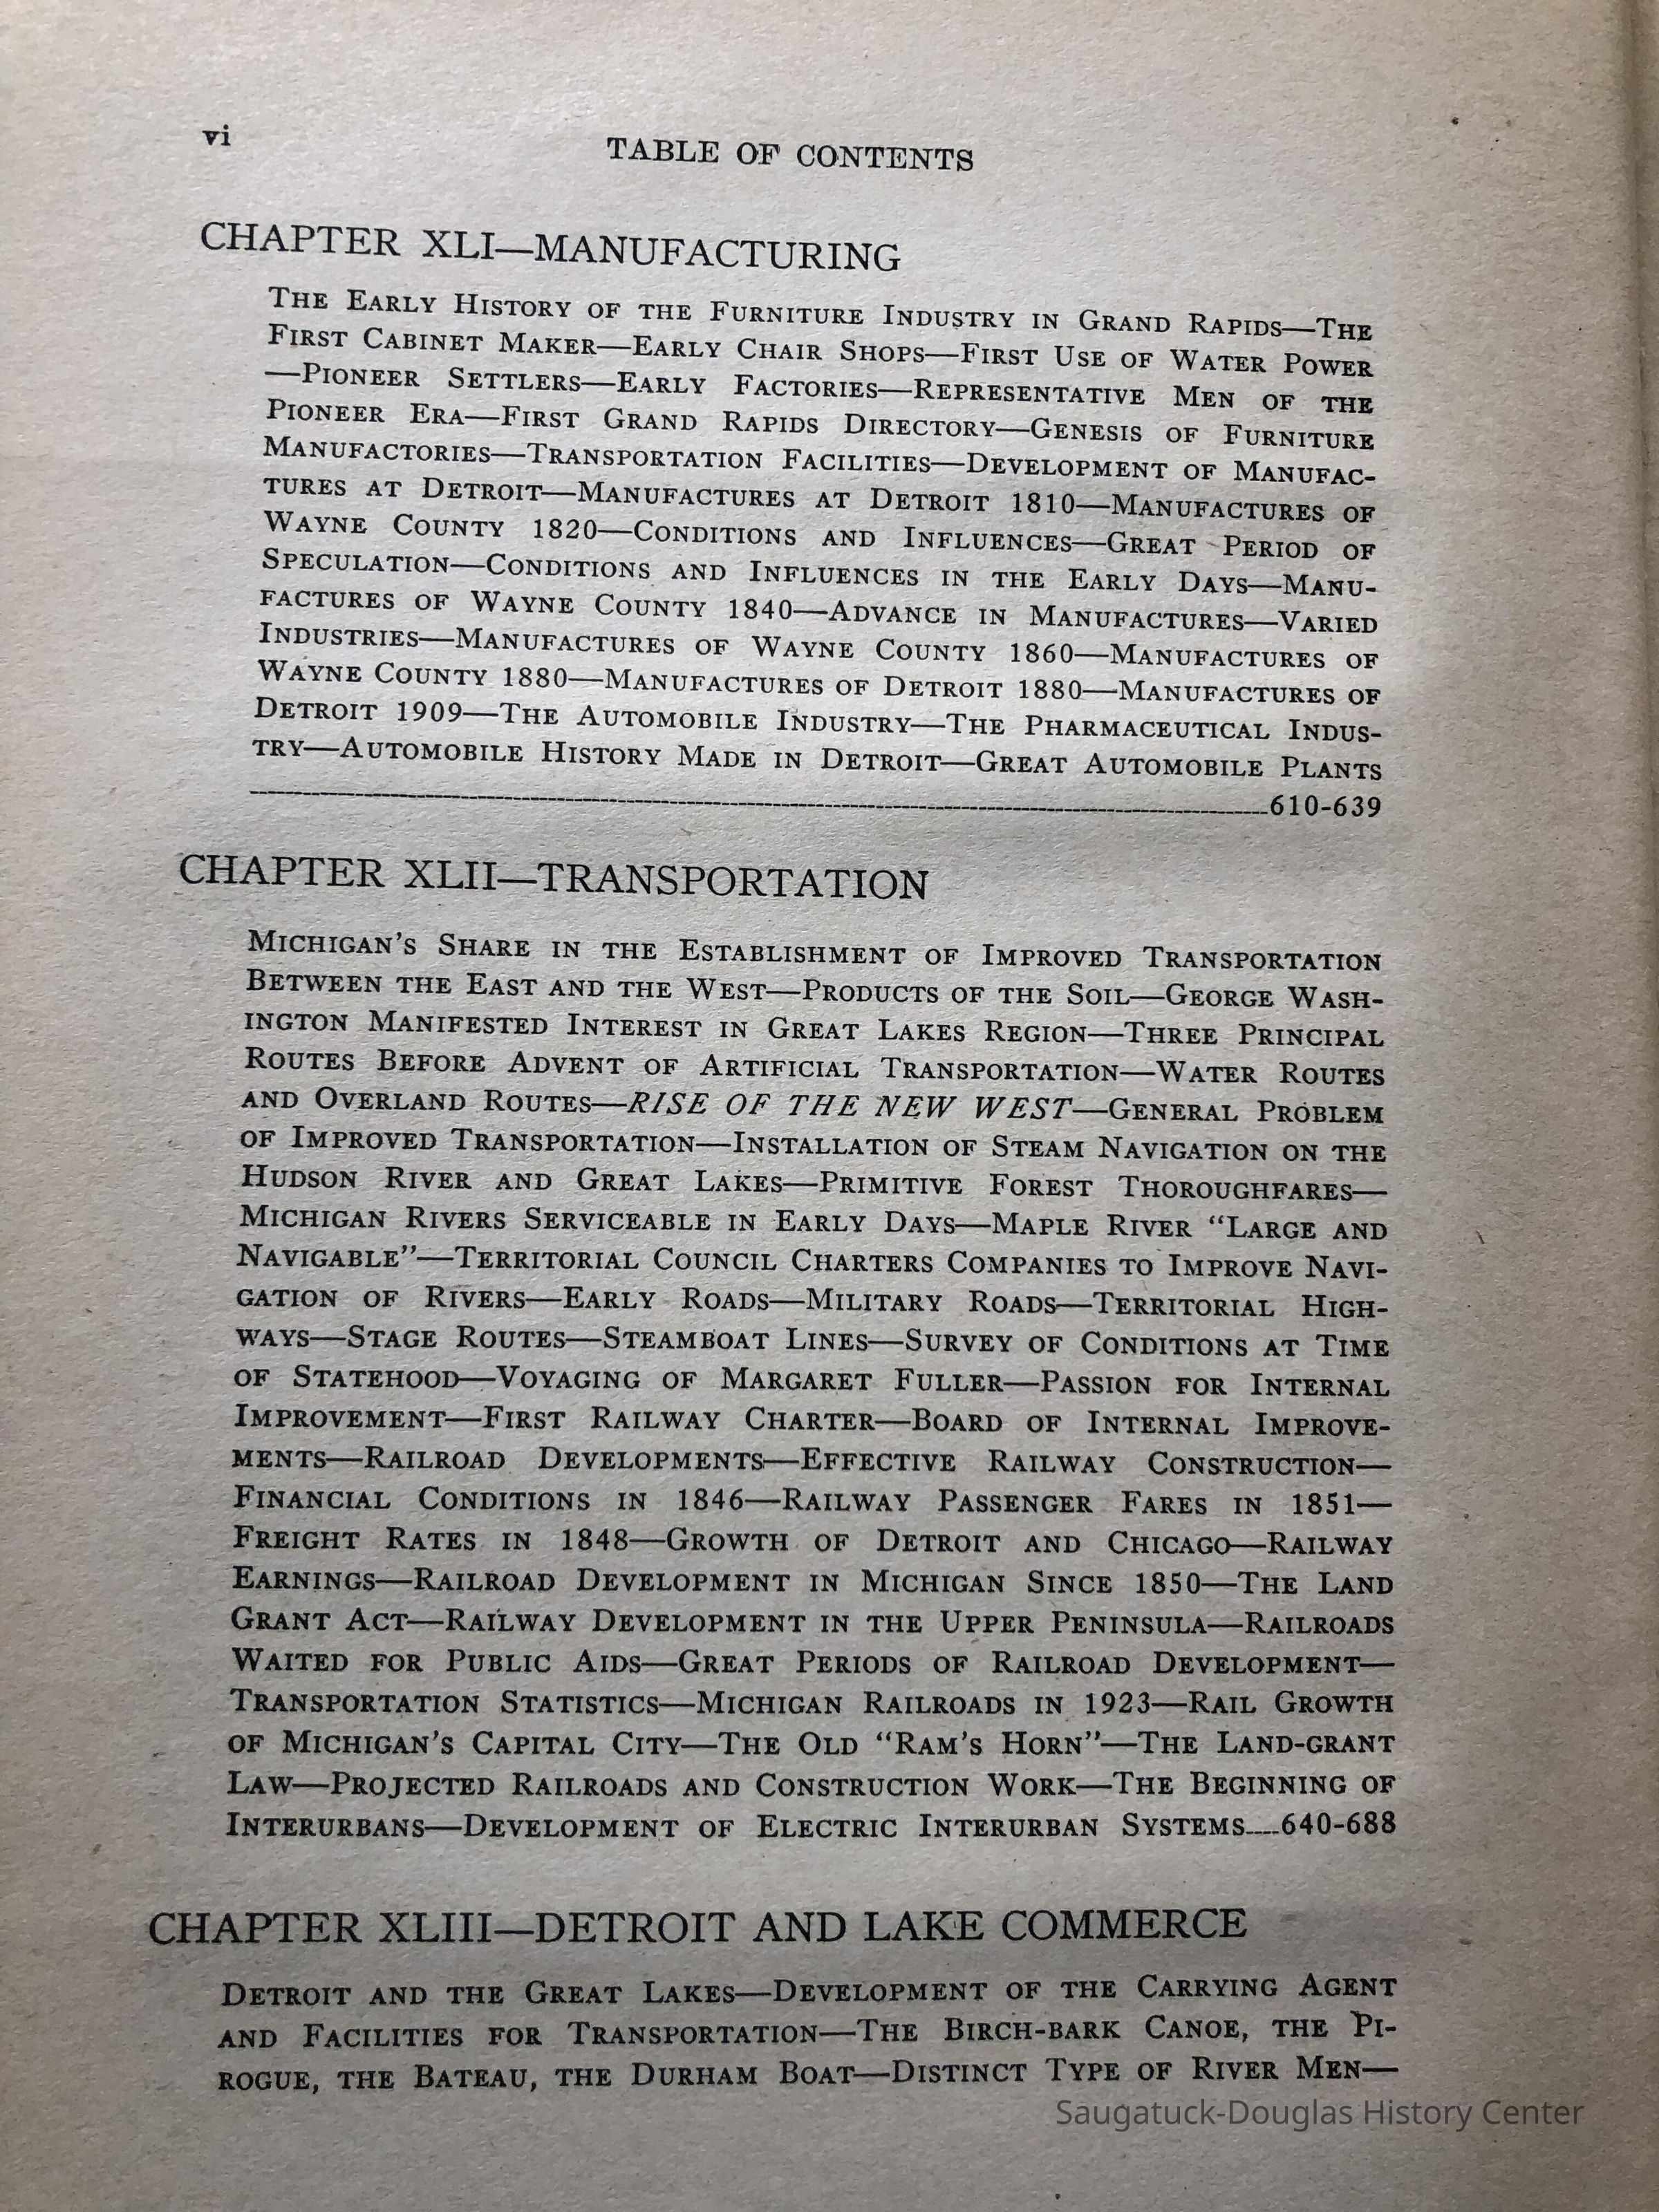 vi
TABLE OF CONTENTS
CHAPTER XLI—MANUFACTURING
The Early History of the Furniture Industry in Grand Rapids—The
First Cabinet Maker—Early Chair Shops—First Use of Water Power
—Pioneer Settlers—Early Factories—Representative Men of the
Pioneer Era—First Grand Rapids Directory—Genesis of Furniture
Manufactories—Transportation Facilities—Development of Manufac-
tures at Detroit—Manufactures at Detroit 1810—Manufactures of
Wayne County 1820—Conditions and Influences—Great Period of
Speculation—Conditions and Influences in the Early Days—Manu-
factures of Wayne County 1840—Advance in Manufactures—Varied
Industries—Manufactures of Wayne County 1860—Manufactures of
Wayne County 1880—Manufactures of Detroit 1880—Manufactures of
Detroit 1909—The Automobile Industry—The Pharmaceutical Indus-
try—Automobile History Made in Detroit—Great Automobile Plants
610-639
CHAPTER XLII—TRANSPORTATION
Michigan's Share in the Establishment of Improved Transportation
Between the East and the West—Products of the Soil—George Wash-
ington Manifested Interest in Great Lakes Region—Three Principal
Routes Before Advent of Artificial Transportation—Water Routes
and Overland Routes—RISE OF THE NEW WEST—General Problem
of Improved Transportation—Installation of Steam Navigation on the
Hudson River and Great Lakes—Primitive Forest Thoroughfares—
Michigan Rivers Serviceable in Early Days—Maple River “Large and
Navigable”—Territorial Council Charters Companies to Improve Navi-
gation of Rivers—Early Roads—Military Roads—Territorial High-
ways—Stage Routes—Steamboat Lines—Survey of Conditions at Time
of Statehood—Voyaging of Margaret Fuller—Passion for Internal
Improvement—First Railway Charter—Board of Internal Improve-
ments—Railroad Developments—Effective Railway Construction—
Financial Conditions in 1846—Railway Passenger Fares in 1851—
Freight Rates in 1848—Growth of Detroit and Chicago—Railway
Earnings—Railroad Development in Michigan Since 1850—The Land
Grant Act—Railway Development in the Upper Peninsula—Railroads
Waited for Public Aids—Great Periods of Railroad Development—
Transportation Statistics—Michigan Railroads in 1923—Rail Growth
of Michigan's Capital City—The Old “Ram's Horn”—The Land-grant
Law—Projected Railroads and Construction Work—The Beginning of
Interurbans—Development of Electric Interurban Systems....640-688
CHAPTER XLIII—DETROIT AND LAKE COMMERCE
Detroit and the Great Lakes—Development of the Carrying Agent
and Facilities for Transportation—The Birch-bark Canoe, the Pi-
rogue, the Bateau, the Durham Boat—Distinct Type of River Men—
Saugatuck-Douglas History Center